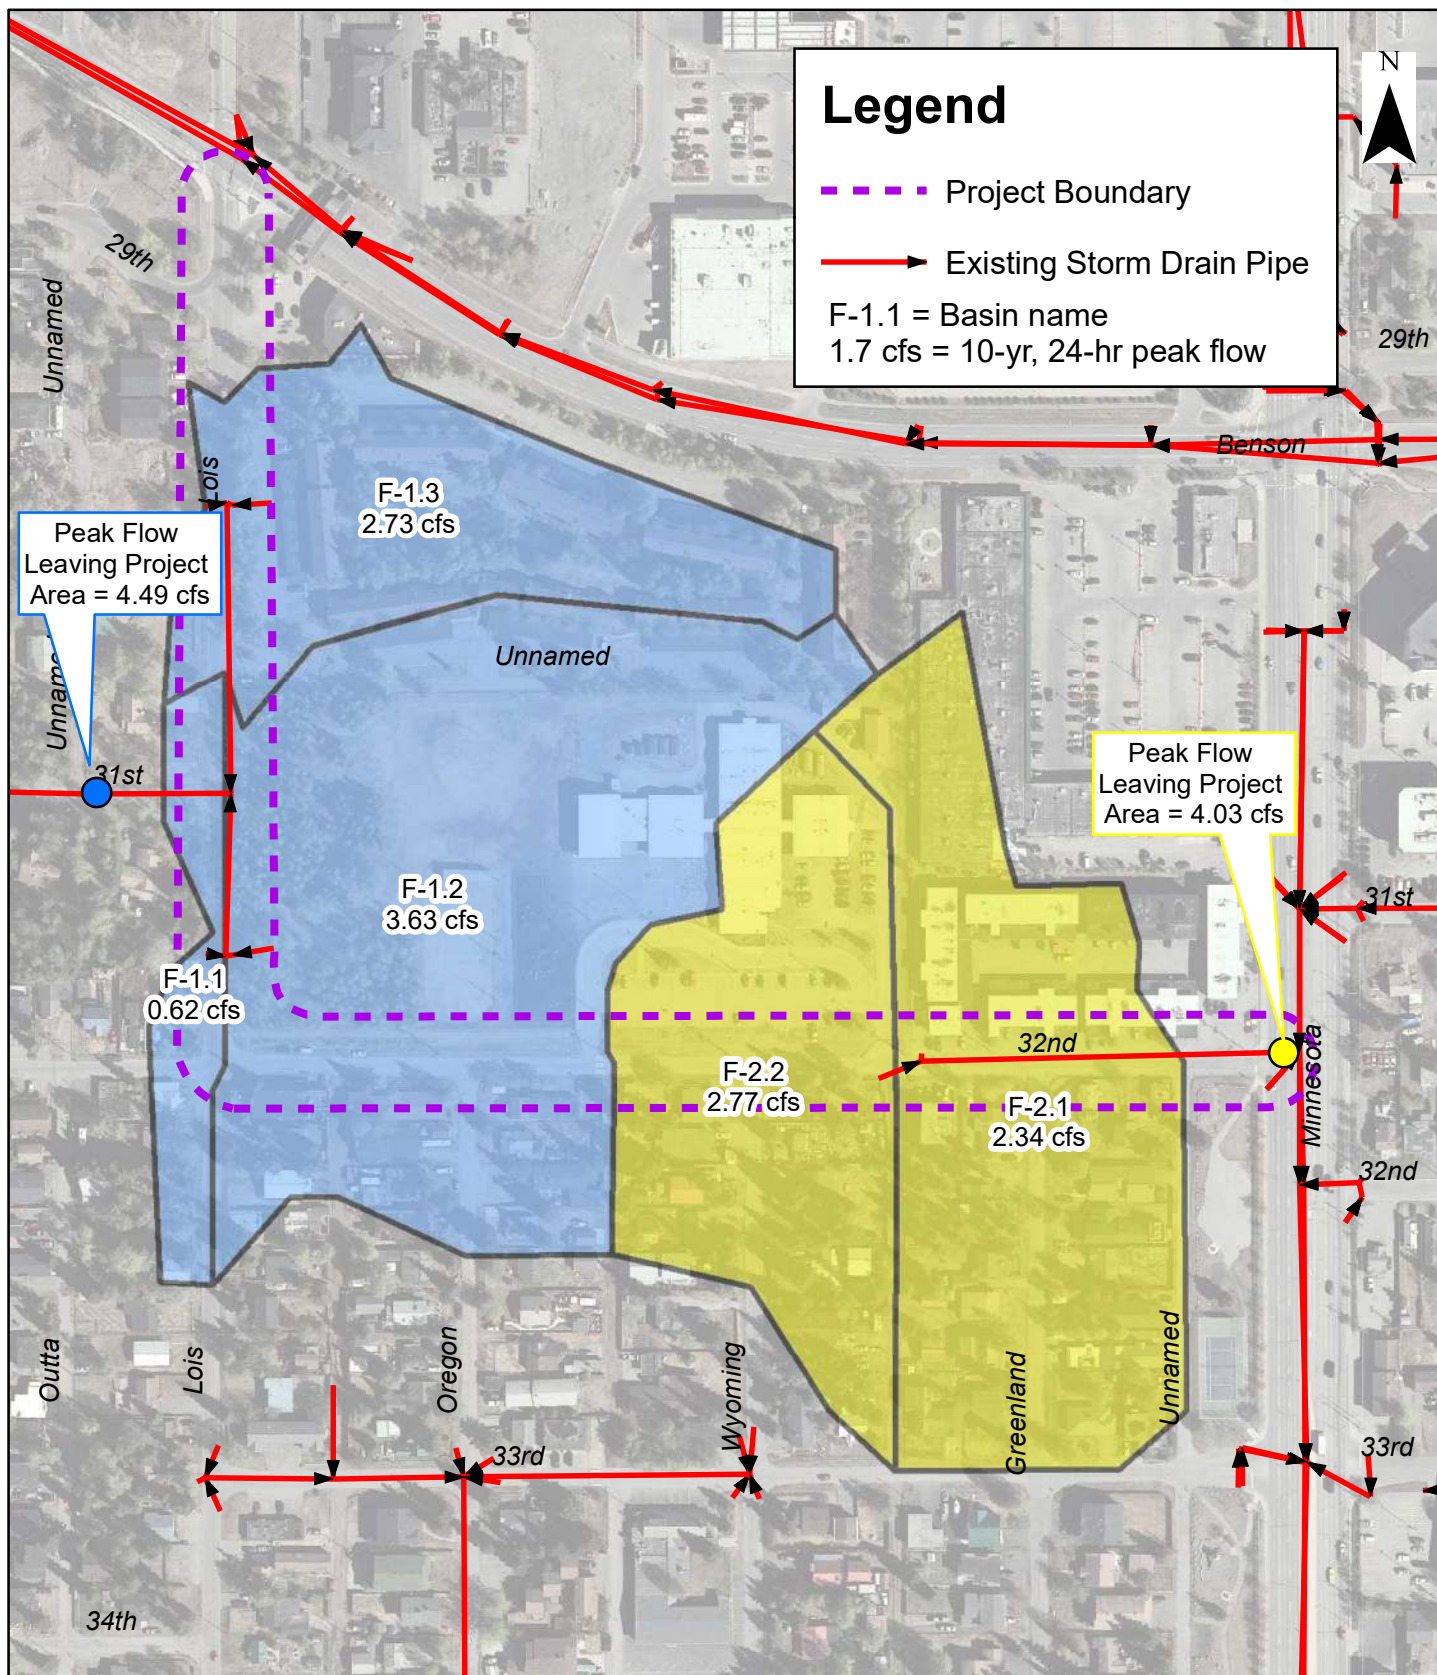 Legend
N
Project Boundary
Existing Storm Drain Pipe
F-1.1 = Basin name
1.7 cfs = 10-yr, 24-hr peak flow
29th
Unnamed
29th
Benson
Lois
F-1.3
2.73 cfs
Peak Flow
Leaving Project
Area = 4.49 cfs
Unnamed
Unnamed
31st
Peak Flow
Leaving Project
Area = 4.03 cfs
F-1.2
3.63 cfs
31st
F-1.1
0.62 cfs
32nd
Minnesota
F-2.2
2.77 cfs
F-2.1
2.34 cfs
32nd
Outta
Lois
Oregon
Wyoming
Greenland
Unnamed
33rd
33rd
34th